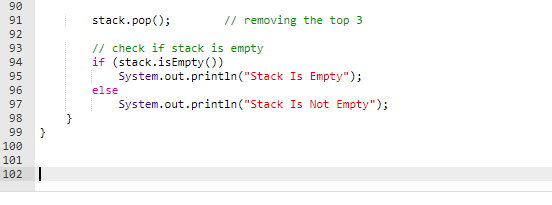 90
91 stack.pop(); // removing the top 3
92
93 // check if stack is empty
94 if (stack.isEmpty())
95 System.out.println("Stack Is Empty");
96 else
97 System.out.println("Stack Is Not Empty");
98 }
99 }
100
101
102